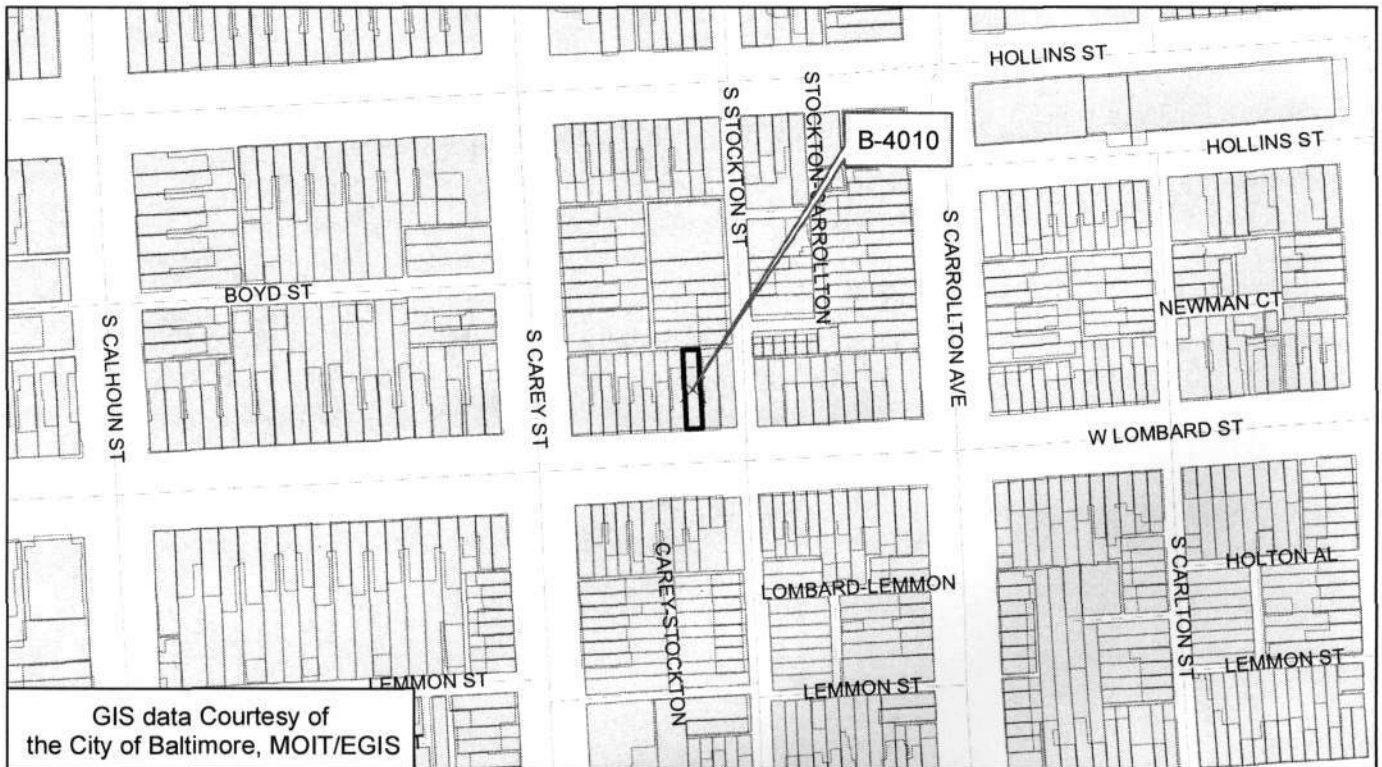 HOLLINS ST
S STOCKTON ST
STOCKTON-CARROLLTON
B-4010
HOLLINS ST
S CARROLLTON AVE
BOYD ST
NEWMAN CT
S CALHOUN ST
S CAREY ST
W LOMBARD ST
CAREY-STOCKTON
LOMBARD-LEMMON
S CARLTON ST
HOLTON AL
LEMMON ST
LEMMON ST
LEMMON ST
GIS data Courtesy of
the City of Baltimore, MOIT/EGIS